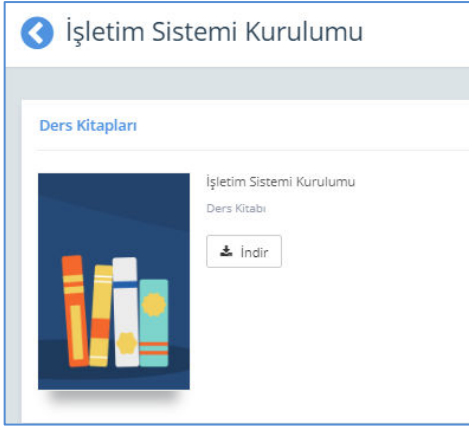 İşletim Sistemi Kurulumu
Ders Kitapları
İşletim Sistemi Kurulumu
Ders Kitabı
İndir